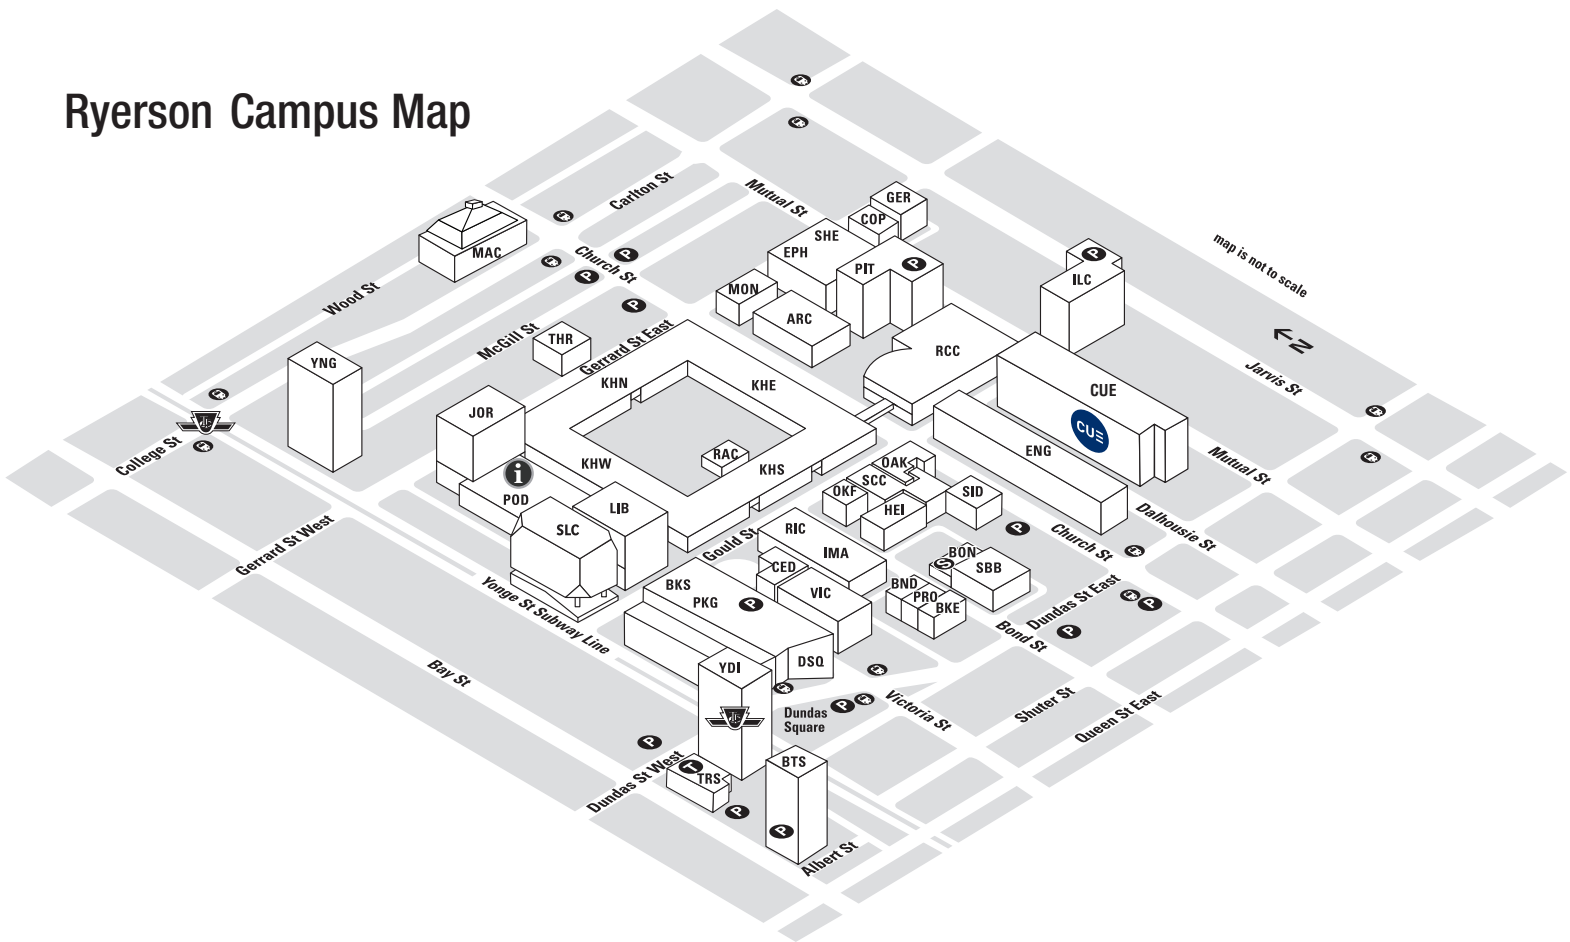 Ryerson Campus Map
GER
COP
Mutual St
Carlton St
SHE
EPH
MAC
Church St
P
P
PIT
P
P
ILC
map is not to scale
MON
Wood St
P
ARC
N
McGill St
THR
Gerrard St East
RCC
YNG
KHN
KHE
Jarvis St
CUE
JOR
CUE
College St
KHW
RAC
KHS
ENG
Mutual St
i
POD
OAK
SCC
OKF
SID
HEI
LIB
SLC
Dalhousie St
Gerrard St West
RIC
IMA
P
Church St
Gould St
BON
S
SBB
CED
BKS
PKG
P
VIC
BND
PRO
BKE
Dundas St East
P
Yonge St Subway Line
Bond St
P
Bay St
YDI
DSQ
Dundas
Square
P
Victoria St
Shuter St
Queen St East
P
Dundas St West
T
TRS
BTS
P
P
Albert St